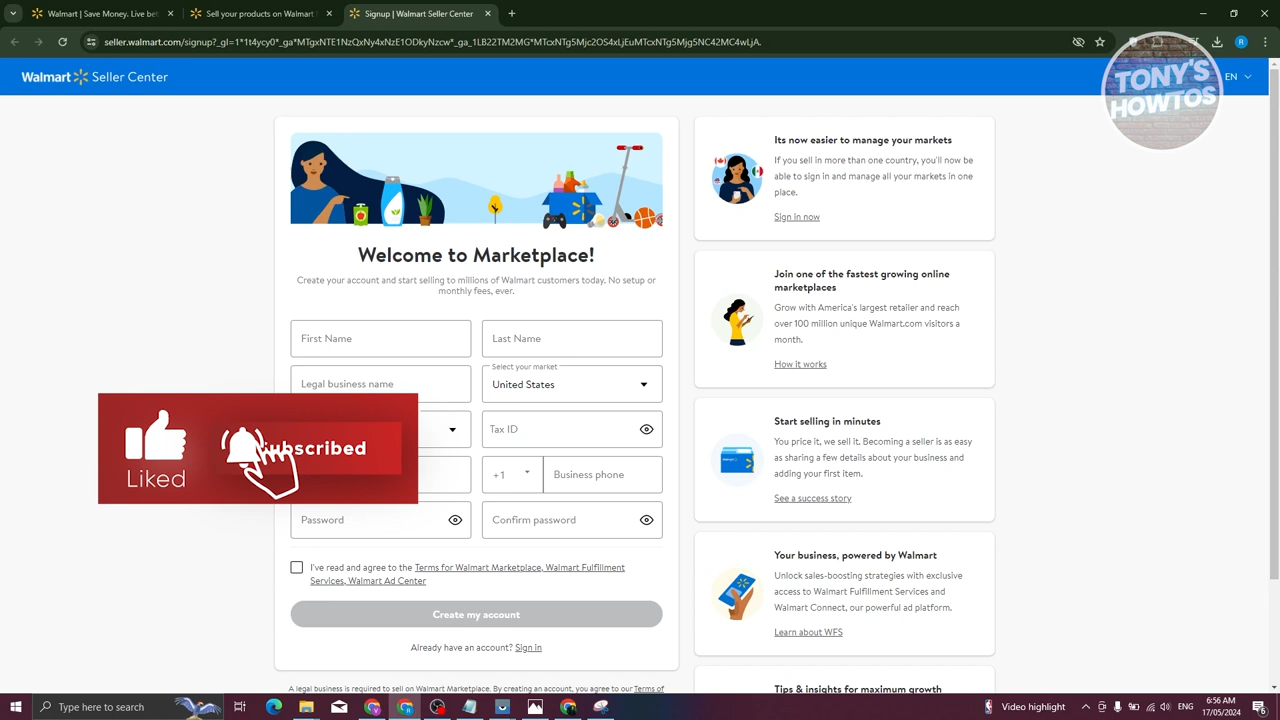 Walmart | Save Money. Live bet
Sell your products on Walmart
Signup | Walmart Seller Center
seller.walmart.com/signup?_gl=1*1t4yco0*_ga*MTgxNTE1NzQxNy4xNzE1ODkyNzcw*_ga_1LB22TM2MG*MTcxNTg5Mjc2OS4xLjEuMTcxNTg5Mjg5NC42MC4wLjA.
R
Walmart Seller Center
TONY'S
HOWTOS
EN
Welcome to Marketplace!
Create your account and start selling to millions of Walmart customers today. No setup or
monthly fees, ever.
First Name
Last Name
Legal business name
Select your market
United States
Tax ID
+1
Business phone
Password
Confirm password
Liked
ubscribed
I've read and agree to the Terms for Walmart Marketplace, Walmart Fulfillment
Services, Walmart Ad Center
Create my account
Already have an account? Sign in
A legal business is required to sell on Walmart Marketplace. By creating an account, you agree to our Terms of
Its now easier to manage your markets
If you sell in more than one country, you'll now be
able to sign in and manage all your markets in one
place.
Sign in now
Join one of the fastest growing online
marketplaces
Grow with America's largest retailer and reach
over 100 million unique Walmart.com visitors a
month.
How it works
Start selling in minutes
You price it, we sell it. Becoming a seller is as easy
as sharing a few details about your business and
adding your first item.
See a success story
Your business, powered by Walmart
Unlock sales-boosting strategies with exclusive
access to Walmart Fulfillment Services and
Walmart Connect, our powerful ad platform.
Learn about WFS
Tips & insights for maximum growth
Type here to search
Video highlight
6:56 AM
17/05/2024